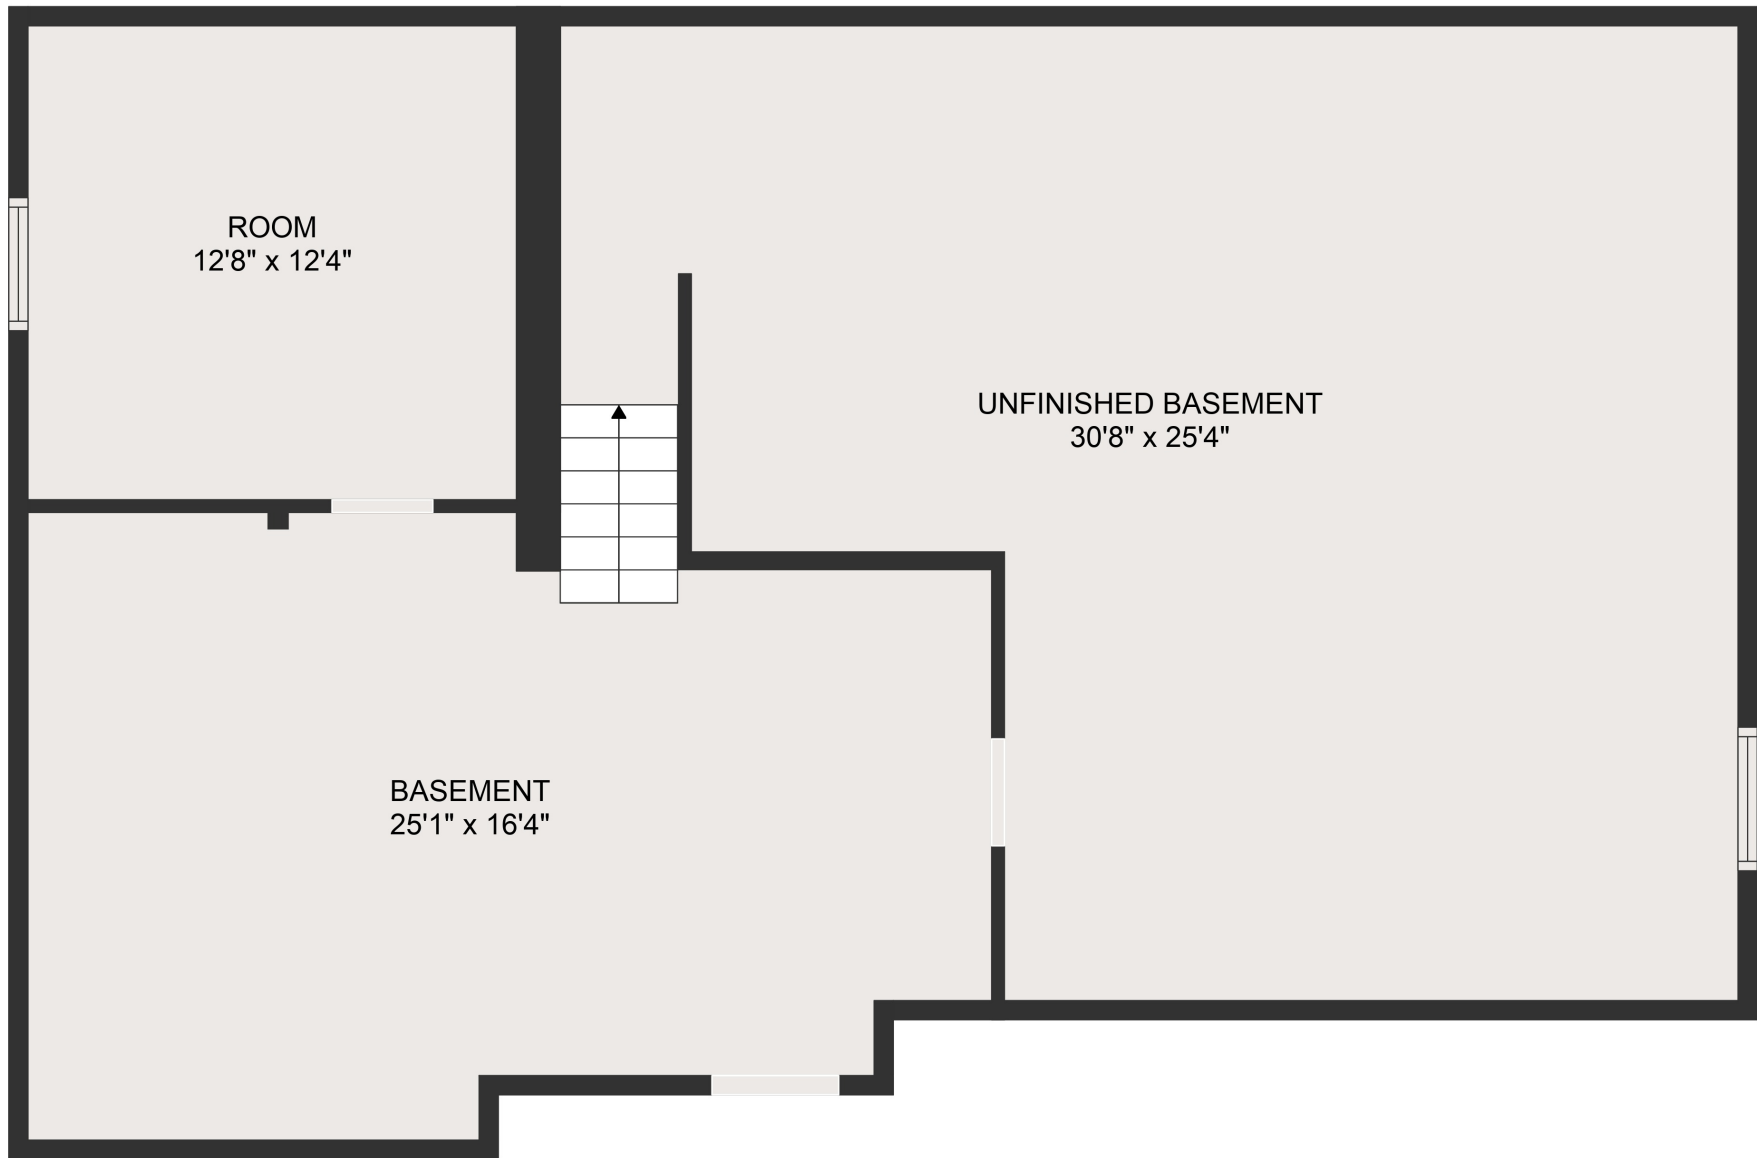 ROOM
12'8" x 12'4"
UNFINISHED BASEMENT
30'8" x 25'4"
BASEMENT
25'1" x 16'4"